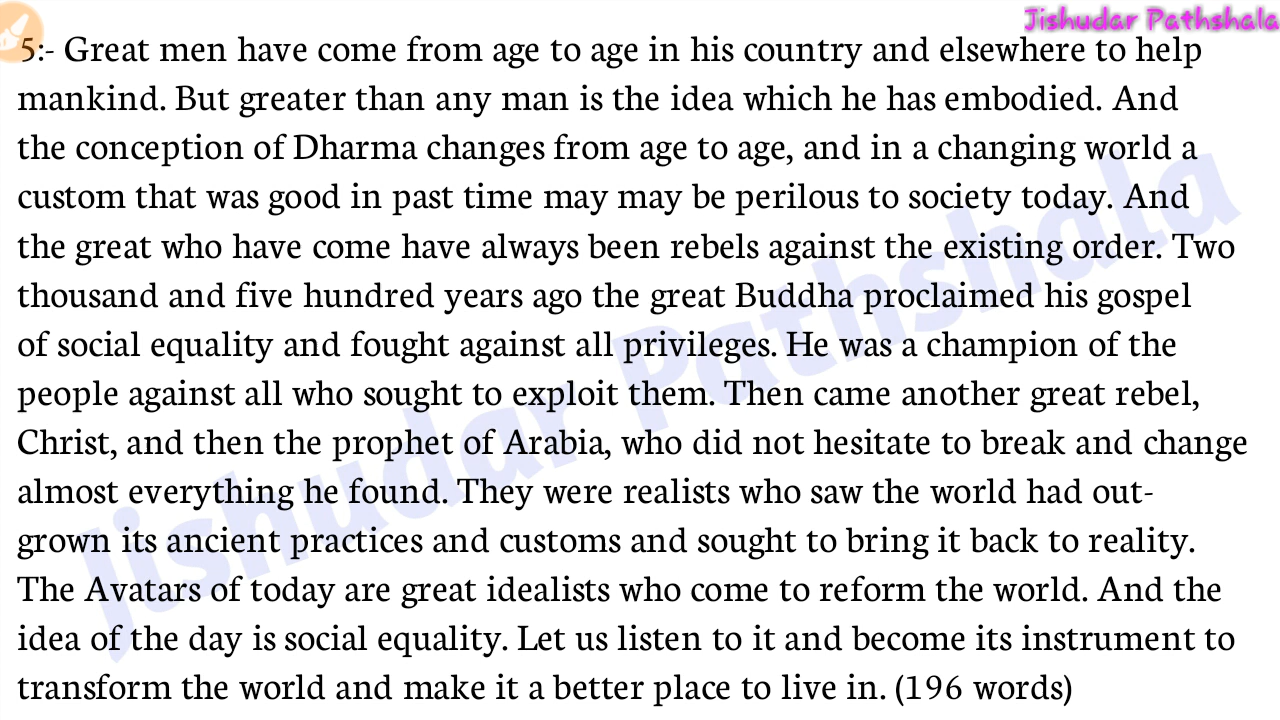 Jishudar Pathshala
5:- Great men have come from age to age in his country and elsewhere to help
mankind. But greater than any man is the idea which he has embodied. And
the conception of Dharma changes from age to age, and in a changing world a
custom that was good in past time may may be perilous to society today. And
the great who have come have always been rebels against the existing order. Two
thousand and five hundred years ago the great Buddha proclaimed his gospel
of social equality and fought against all privileges. He was a champion of the
people against all who sought to exploit them. Then came another great rebel,
Christ, and then the prophet of Arabia, who did not hesitate to break and change
almost everything he found. They were realists who saw the world had out-
grown its ancient practices and customs and sought to bring it back to reality.
The Avatars of today are great idealists who come to reform the world. And the
idea of the day is social equality. Let us listen to it and become its instrument to
transform the world and make it a better place to live in. (196 words)
Jishudar Pathshala